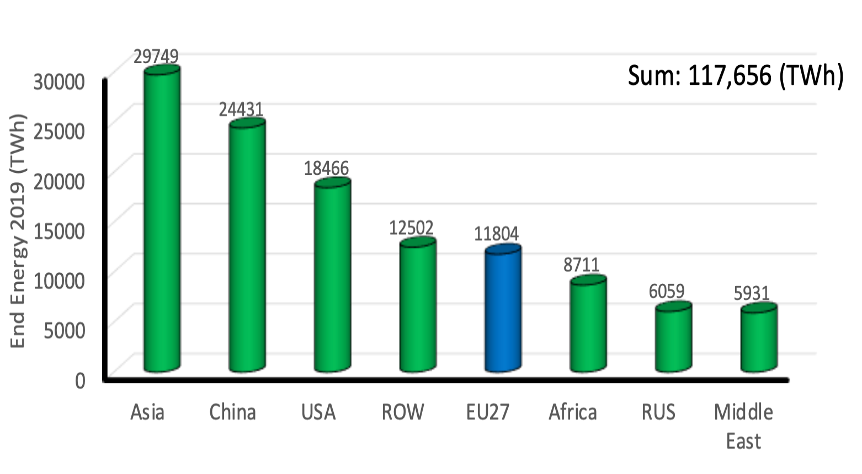 29749
Sum: 117,656 (TWh)
30000
24431
25000
18466
20000
15000
12502
11804
10000
8711
6059
5931
5000
0
End Energy 2019 (TWh)
Asia
China
USA
ROW
EU27
Africa
RUS
Middle
East